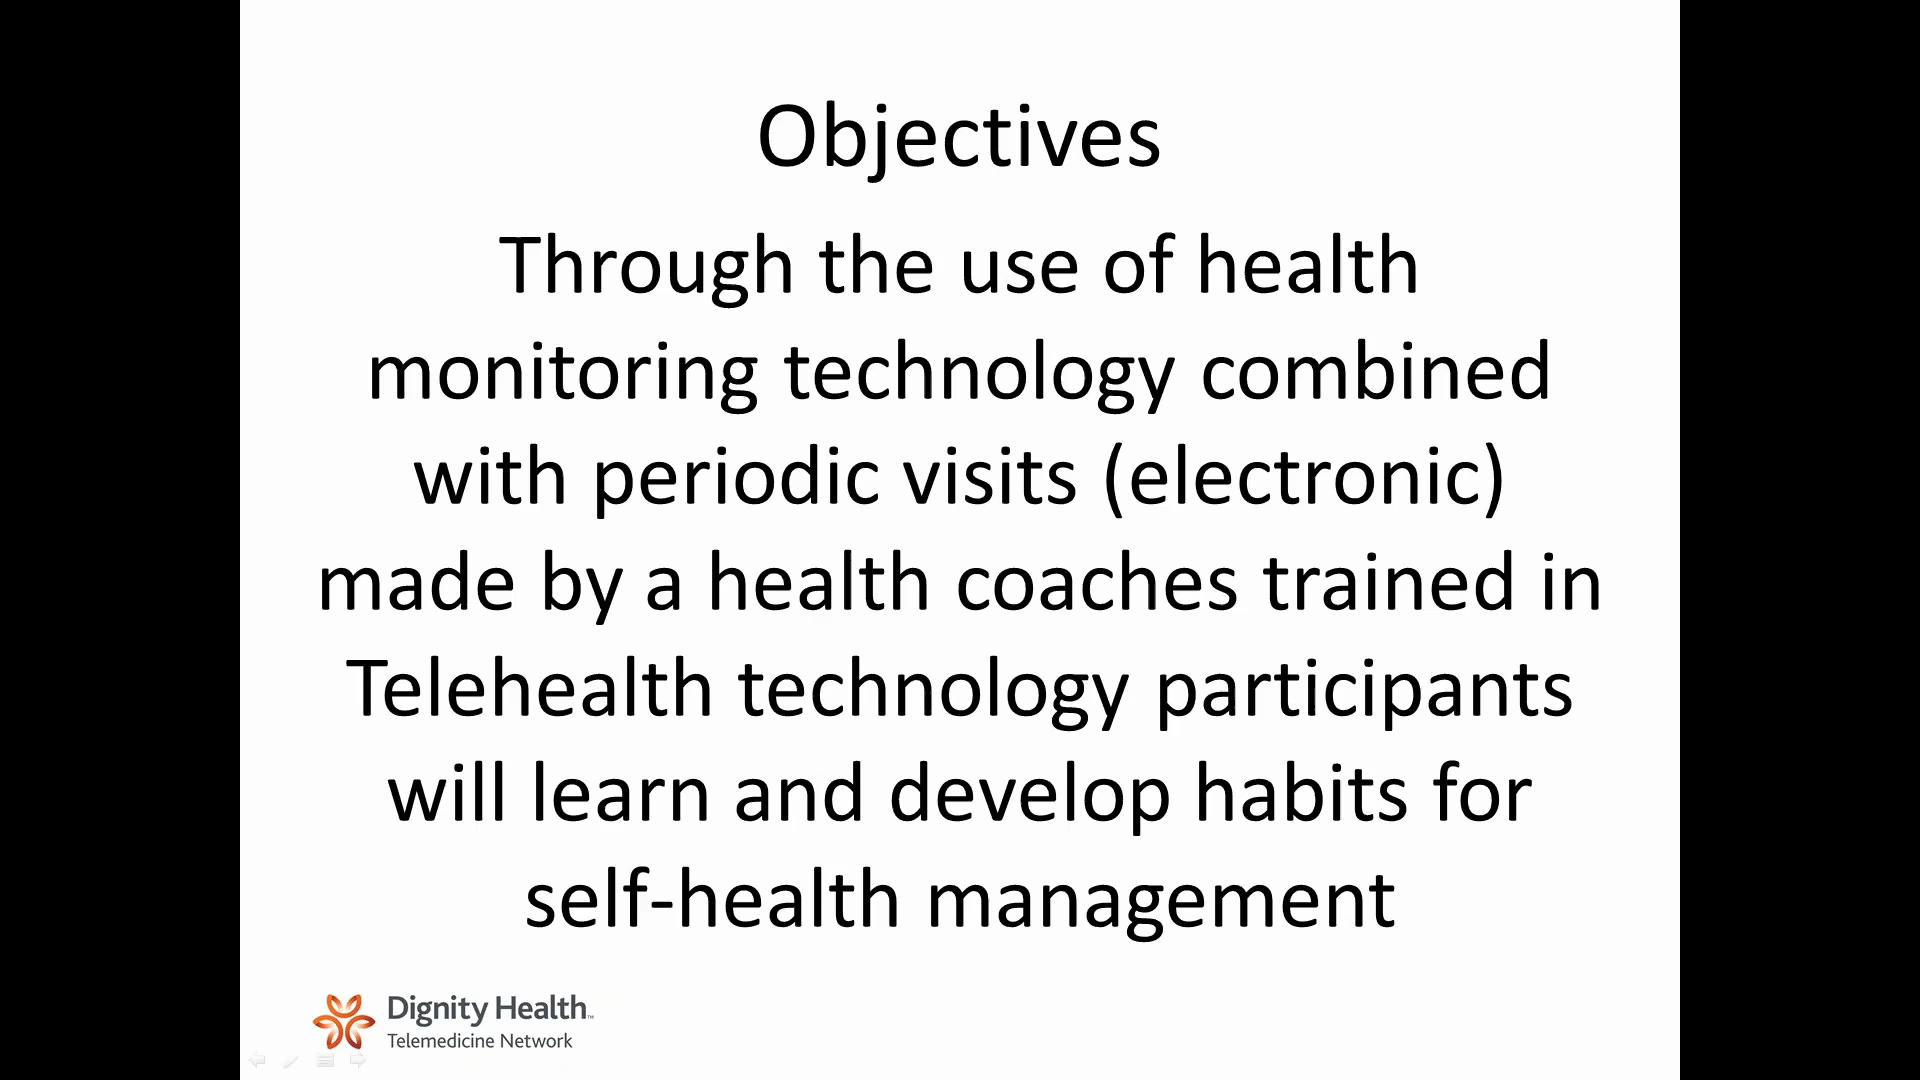 Objectives
Through the use of health
monitoring technology combined
with periodic visits (electronic)
made by a health coaches trained in
Telehealth technology participants
will learn and develop habits for
self-health management
Dignity Health™
Telemedicine Network